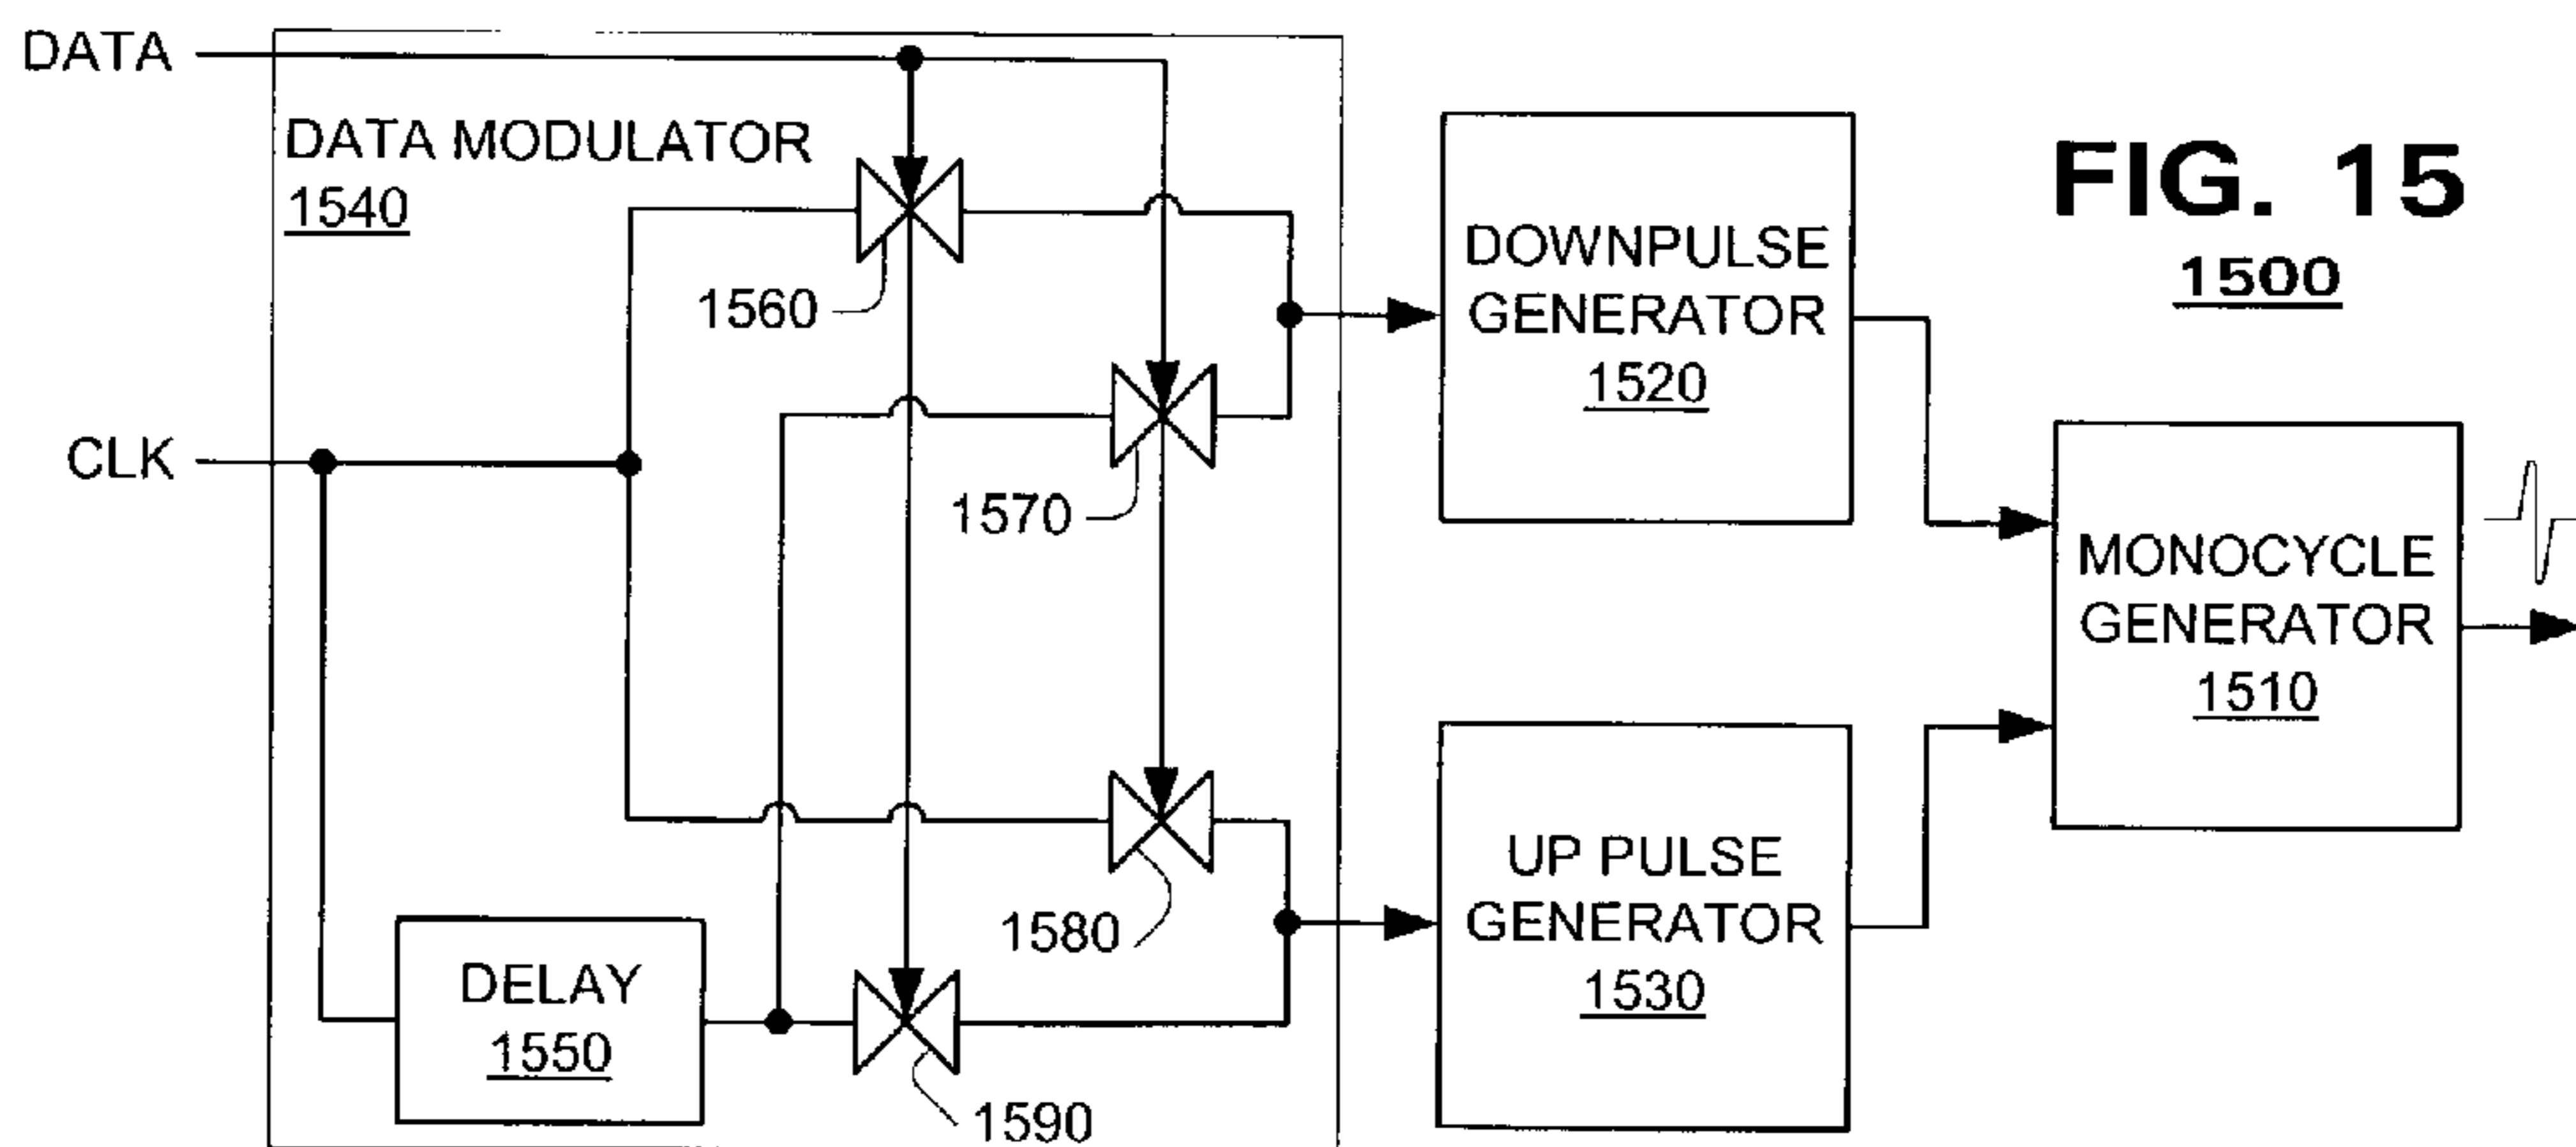 DATA
DATA MODULATOR
1540
1560
1570
CLK
1580
DELAY
1550
1590
DOWNPULSE
GENERATOR
1520
UP PULSE
GENERATOR
1530
FIG. 15
1500
MONOCYCLE
GENERATOR
1510